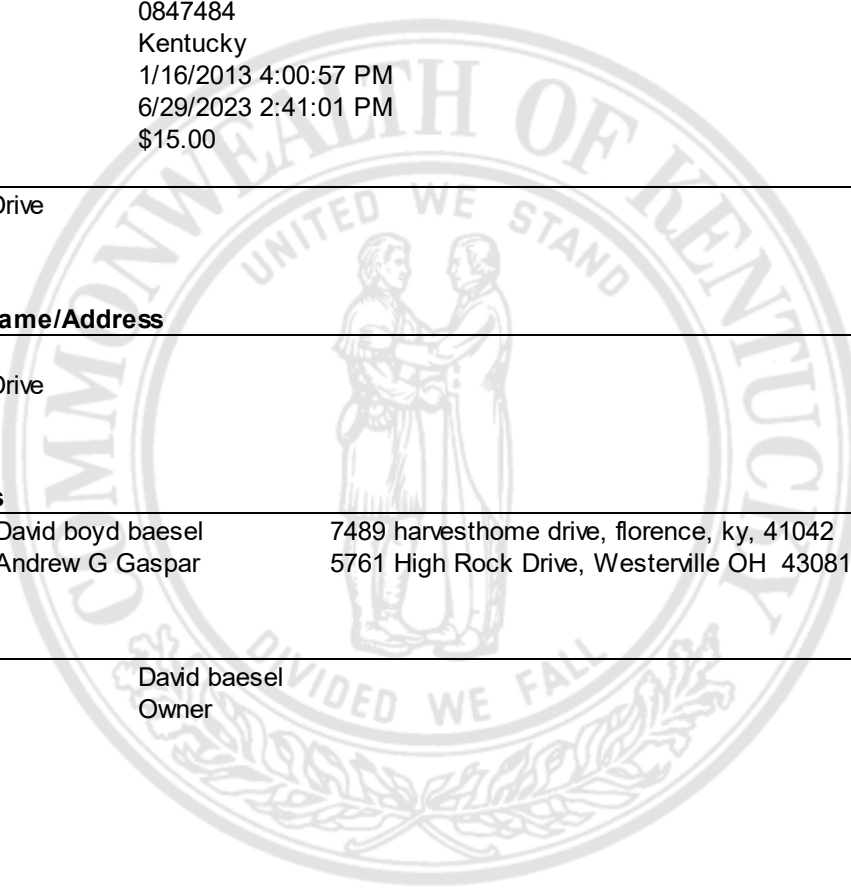 0847484
Kentucky
1/16/2013 4:00:57 PM
6/29/2023 2:41:01 PM
$15.00
Drive
ame/Address
Drive
s
David boyd baesel 7489 harvesthome drive, florence, ky, 41042
Andrew G Gaspar 5761 High Rock Drive, Westerville OH 43081
David baesel
Owner
COMMONWEALTH OF KENTUCKY
UNITED WE STAND
DIVIDED WE FALL